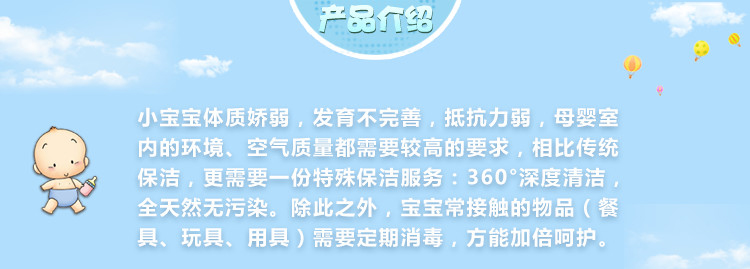 产品介绍
小宝宝体质娇弱，发育不完善，抵抗力弱，母婴室
内的环境、空气质量都需要较高的要求，相比传统
保洁，更需要一份特殊保洁服务：360°深度清洁，
全天然无污染。除此之外，宝宝常接触的物品（餐
具、玩具、用具）需要定期消毒，方能加倍呵护。